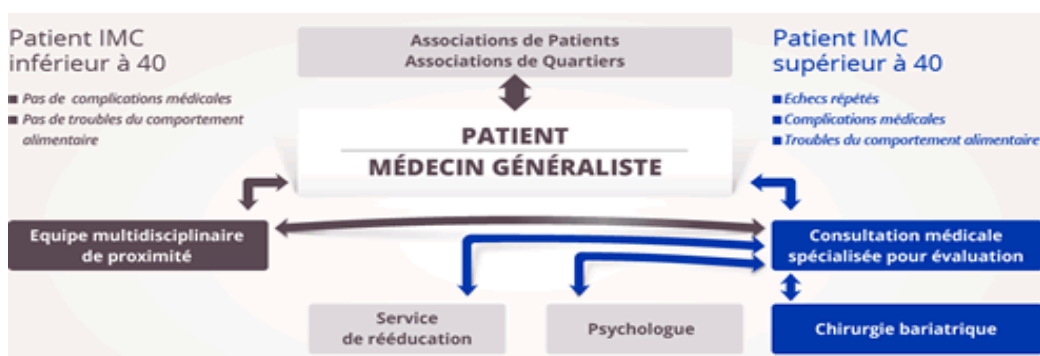 Patient IMC
inférieur à 40
Pas de complications médicales
Pas de troubles du comportement
alimentaire
Associations de Patients
Associations de Quartiers
Patient IMC
supérieur à 40
Echecs répétés
Complications médicales
Troubles du comportement alimentaire
PATIENT
MÉDECIN GÉNÉRALISTE
Equipe multidisciplinaire
de proximité
Consultation médicale
spécialisée pour évaluation
Service
de rééducation
Psychologue
Chirurgie bariatrique